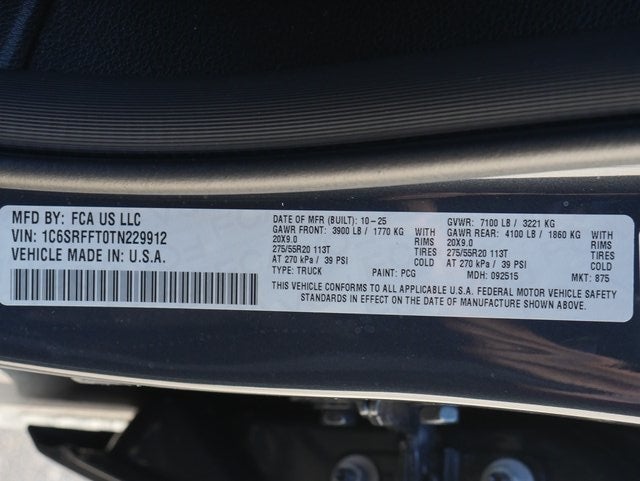 MFD BY: FCA US LLC
VIN: 1C6SRFFT0TN229912
VEHICLE MADE IN U.S.A.
DATE OF MFR (BUILT): 10-25 GVWR: 7100 LB / 3221 KG
GAWR FRONT: 3900 LB / 1770 KG GAWR REAR: 4100 LB / 1860 KG
20X9.0 RIMS 20X9.0 RIMS
275/55R20 113T TIRES 275/55R20 113T TIRES
AT 270 kPa / 39 PSI COLD AT 270 kPa / 39 PSI COLD
TYPE: TRUCK PAINT: PCG MDH: 092515 MKT: 875
THIS VEHICLE CONFORMS TO ALL APPLICABLE U.S.A. FEDERAL MOTOR VEHICLE SAFETY
STANDARDS IN EFFECT ON THE DATE OF MANUFACTURE SHOWN ABOVE.